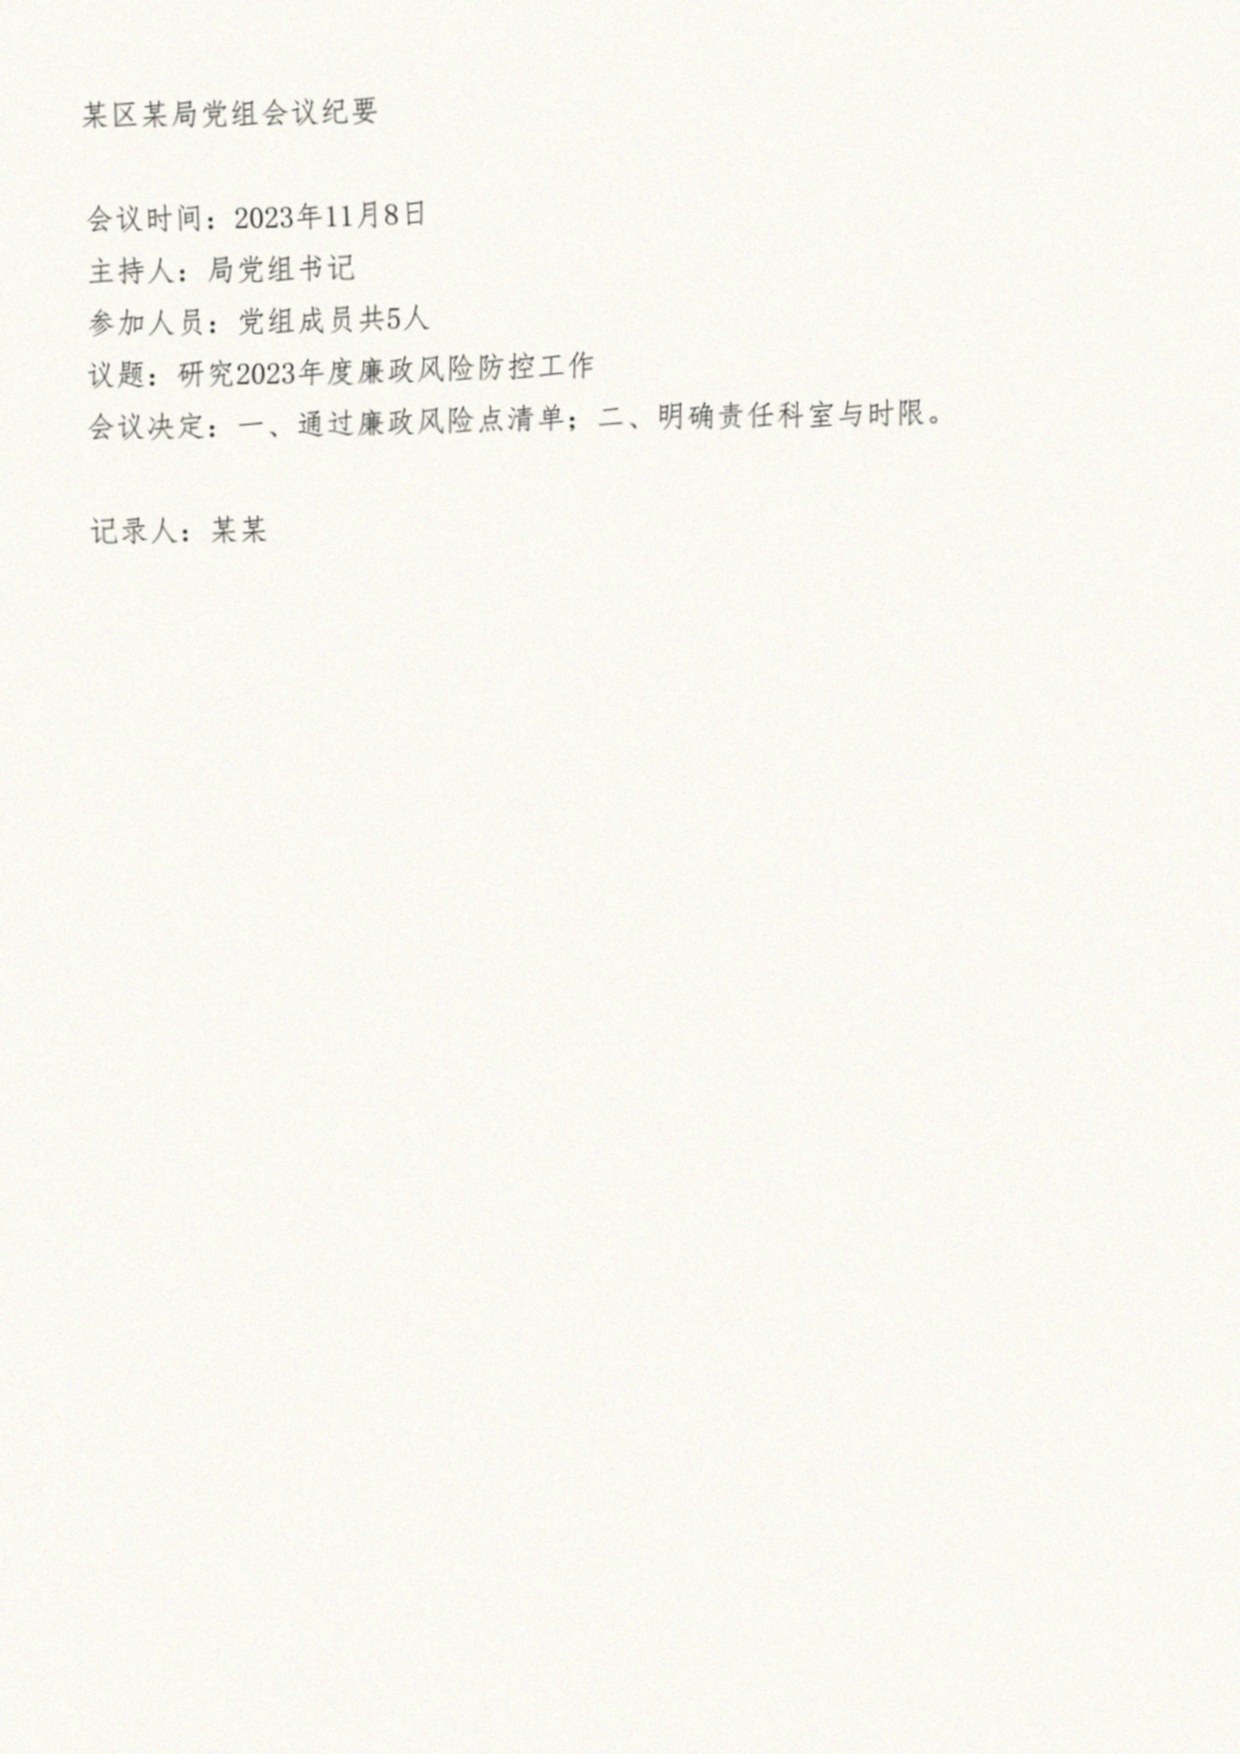 某区某局党组会议纪要
会议时间：2023年11月8日
主持人：局党组书记
参加人员：党组成员共5人
议题：研究2023年度廉政风险防控工作
会议决定：一、通过廉政风险点清单；二、明确责任科室与时限。
记录人：某某